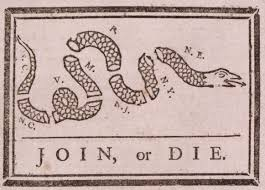 P.
N.E.
M.
V.
N.Y.
N.J.
N.C.
JOIN, or DIE.